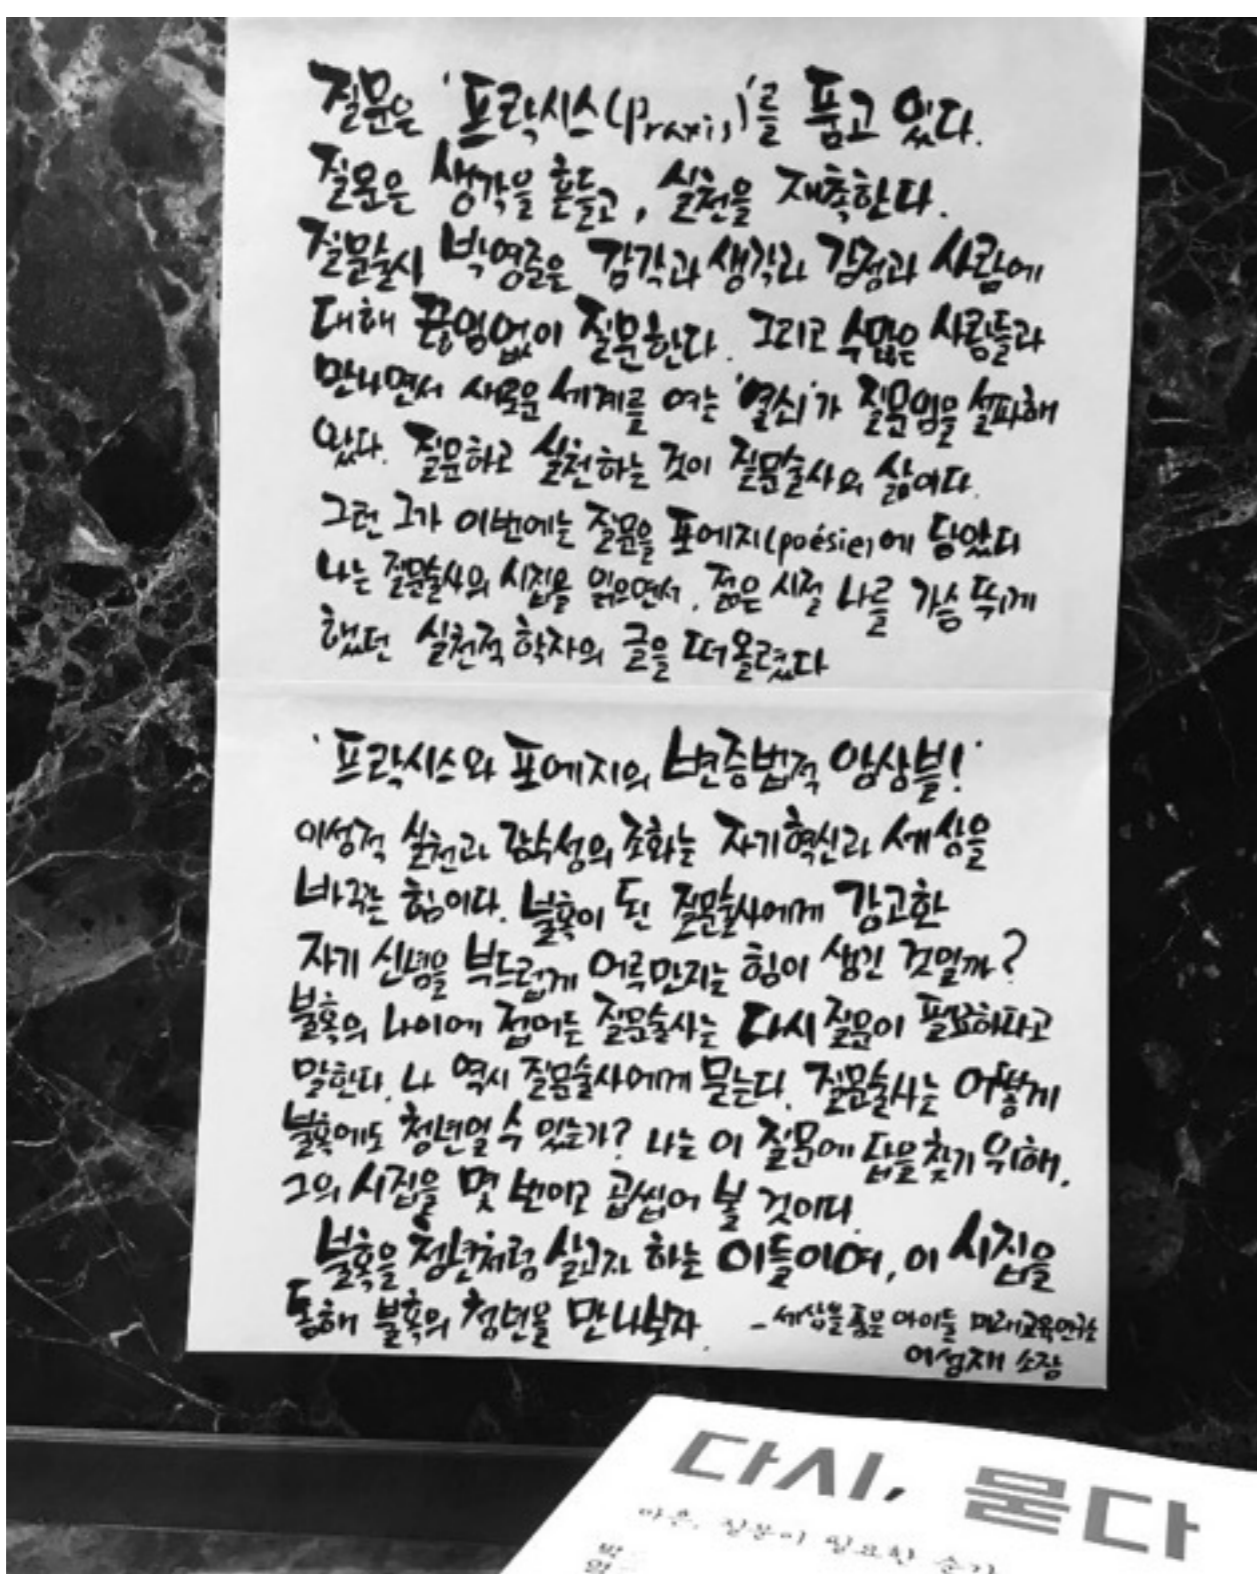 질문은 '프락시스(Praxis)'를 품고 있다.
질문은 생각을 흔들고, 실천을 재촉한다.
질문술사 박영준은 감각과 생각과 감정과 사람에
대해 끊임없이 질문한다. 그리고 수많은 사람들과
만나면서 새로운 세계를 여는 '열쇠'가 질문임을 설파해
왔다. 질문하고 실천하는 것이 질문술사의 삶이다.
그런 그가 이번에는 질문을 포에지(poésie)에 담았다
나는 질문술사의 시집을 읽으면서, 젊은 시절 나를 가슴 뛰게
했던 실천적 학자의 글을 떠올렸다
'프락시스와 포에지의 변증법적 앙상블!'
이성적 실천과 감수성의 조화는 자기혁신과 세상을
바꾸는 힘이다. 불혹이 된 질문술사에게 강고한
자기 신념을 부드럽게 어루만지는 힘이 생긴 것일까?
불혹의 나이에 접어든 질문술사는 다시 질문이 필요하다고
말한다. 나 역시 질문술사에게 묻는다. 질문술사는 어떻게
불혹에도 청년일 수 있는가? 나는 이 질문에 답을 찾기 위해,
그의 시집을 몇 번이고 곱씹어 볼 것이다.
불혹을 청년처럼 살고자 하는 이들이여, 이 시집을
통해 불혹의 청년을 만나보자.
- 세상을 품은 아이들 미래교육연구소
이성재 소장
다시, 묻다
마흔, 질문이 필요한 순간
박영